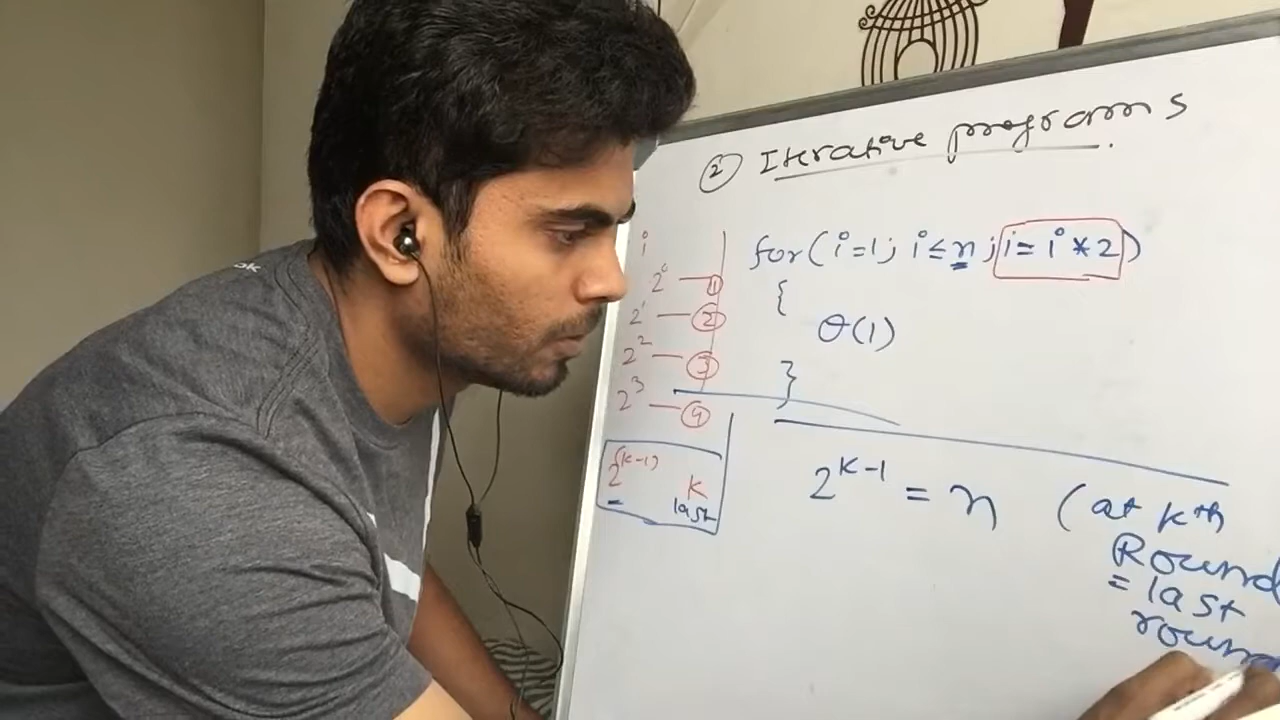 ② Iterative programs.
i
2⁰ — ①
2¹ — ②
2² — ③
2³ — ④
2^(k-1) k
last
for(i=1; i≤n; i=i*2)
{
θ(1)
}
2^(k-1) = n (at kth
Round
= last
round
ok